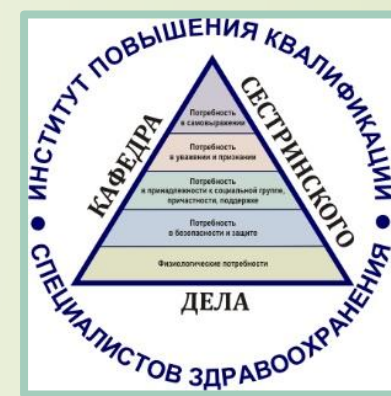 ИНСТИТУТ ПОВЫШЕНИЯ КВАЛИФИКАЦИИ
СПЕЦИАЛИСТОВ ЗДРАВООХРАНЕНИЯ
КАФЕДРА
СЕСТРИНСКОГО
ДЕЛА
Потребность
в самовыражении
Потребность
в уважении и признании
Потребность
в принадлежности к социальной группе,
причастности, поддержке
Потребность
в безопасности и защите
Физиологические потребности